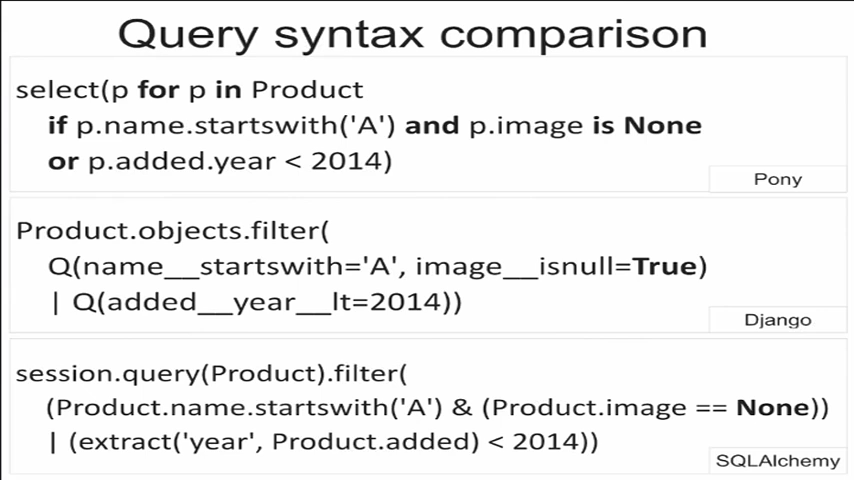 Query syntax comparison
select(p for p in Product
if p.name.startswith('A') and p.image is None
or p.added.year < 2014)
Pony
Product.objects.filter(
Q(name__startswith='A', image__isnull=True)
| Q(added__year__lt=2014))
Django
session.query(Product).filter(
(Product.name.startswith('A') & (Product.image == None))
| (extract('year', Product.added) < 2014))
SQLAlchemy